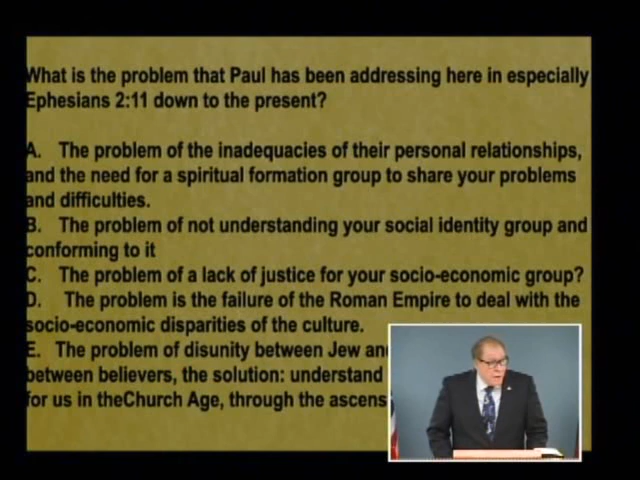 What is the problem that Paul has been addressing here in especially
Ephesians 2:11 down to the present?
A. The problem of the inadequacies of their personal relationships,
and the need for a spiritual formation group to share your problems
and difficulties.
B. The problem of not understanding your social identity group and
conforming to it
C. The problem of a lack of justice for your socio-economic group?
D. The problem is the failure of the Roman Empire to deal with the
socio-economic disparities of the culture.
E. The problem of disunity between Jew
between believers, the solution: understand
for us in theChurch Age, through the